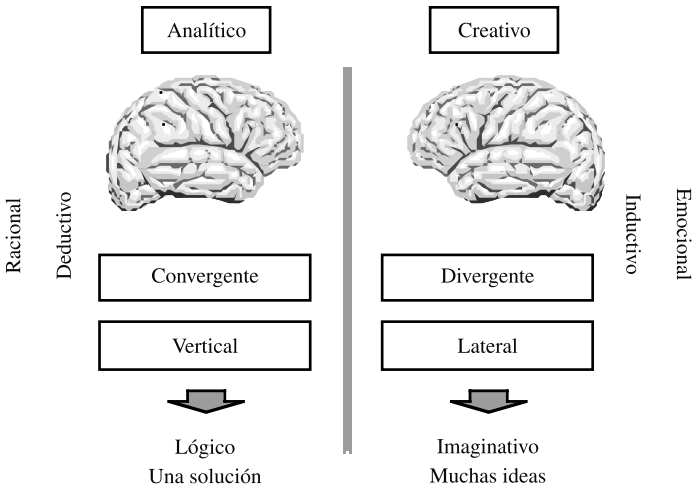 Analítico
Creativo
Racional
Deductivo
Inductivo
Emocional
Convergente
Divergente
Vertical
Lateral
Lógico
Una solución
Imaginativo
Muchas ideas